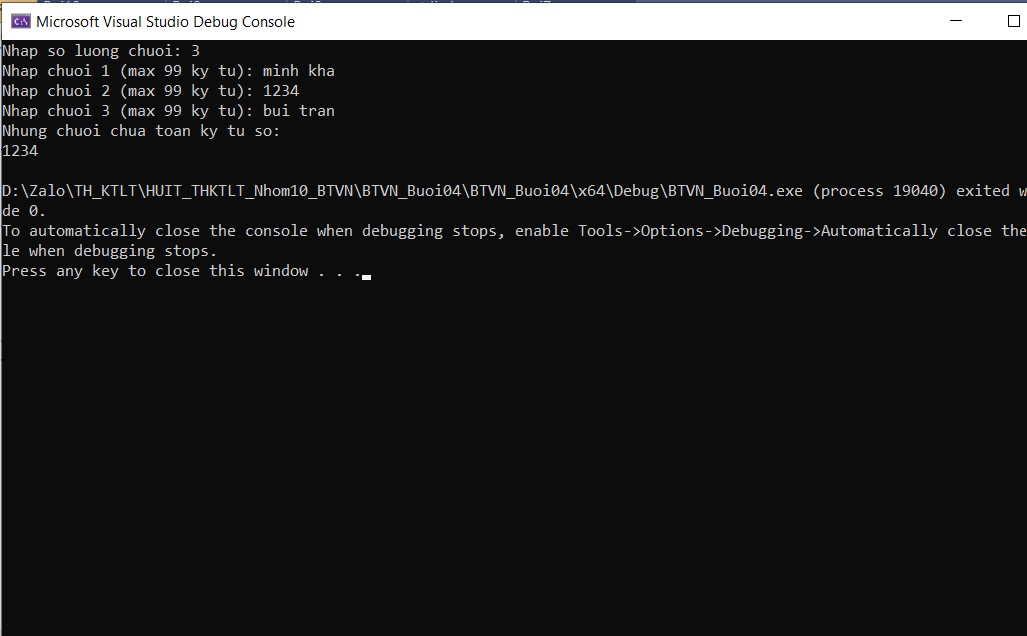 Microsoft Visual Studio Debug Console
Nhap so luong chuoi: 3
Nhap chuoi 1 (max 99 ky tu): minh kha
Nhap chuoi 2 (max 99 ky tu): 1234
Nhap chuoi 3 (max 99 ky tu): bui tran
Nhung chuoi chua toan ky tu so:
1234
D:\Zalo\TH_KTLT\HUIT_THKTLT_Nhom10_BTVN\BTVN_Buoi04\BTVN_Buoi04\x64\Debug\BTVN_Buoi04.exe (process 19040) exited w
de 0.
To automatically close the console when debugging stops, enable Tools->Options->Debugging->Automatically close the
le when debugging stops.
Press any key to close this window . . .